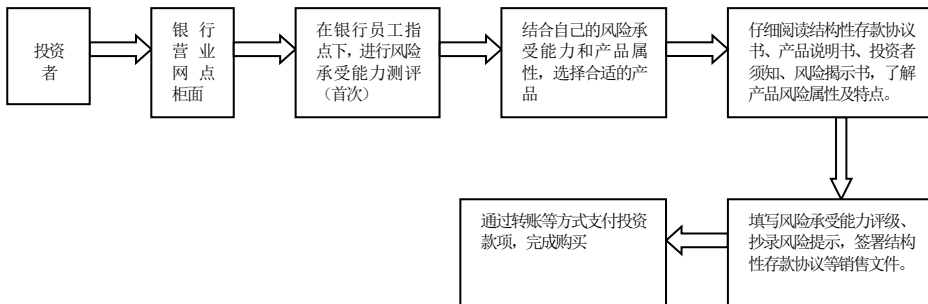 投资
者
银行
营业
网点
柜面
在银行员工指
点下，进行风险
承受能力测评
（首次）
结合自己的风险承
受能力和产品属
性，选择合适的产
品
仔细阅读结构性存款协议
书、产品说明书、投资者
须知、风险揭示书，了解
产品风险属性及特点。
填写风险承受能力评级、
抄录风险提示，签署结构
性存款协议等销售文件。
通过转账等方式支付投资
款项，完成购买